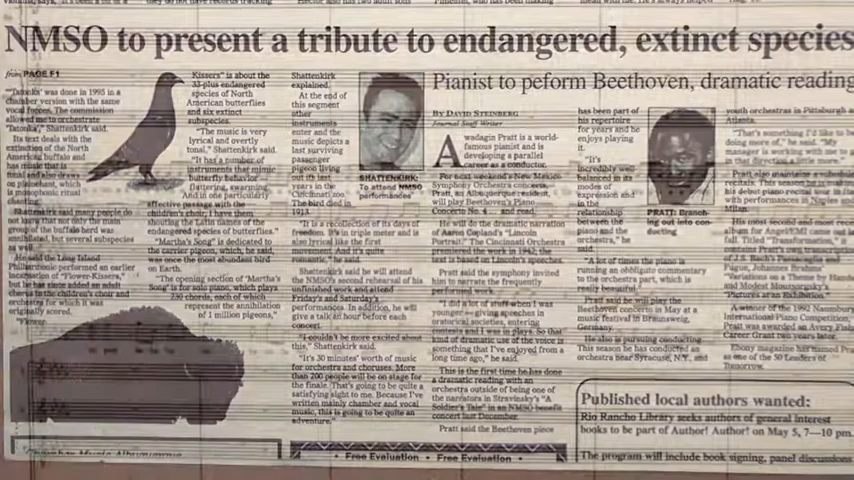 NMSO to present a tribute to endangered, extinct species
from PAGE F1
"Tatonka" was done in 1995 in a
chamber version with the same
vocal forces. The commission
allowed me to orchestrate
'Tatonka,'" Shattenkirk said.
Its text deals with the
extinction of the North
American buffalo and
has music that is
tonal and also draws
on plainchant, which is
monophonic ritual
chanting.
Shattenkirk said many people do
not know that not only the main
group of the buffalo herd was
annihilated, but several subspecies
as well.
He said the Long Island
Philharmonic performed an earlier
incarnation of "Flower-Kissers,"
but he has since added an adult
chorus to the children's choir and
orchestra for which it was
originally scored.
"Flower
Kissers" is about the
33-plus endangered
species of North
American butterflies
and six extinct
subspecies.
"The music is very
lyrical and overtly
tonal," Shattenkirk said.
"It has a number of
instruments that mimic
butterfly behavior —
fluttering, swarming.
And in one particularly
affective passage with the
children's choir, I have them
chanting the Latin names of the
endangered species of butterflies."
"Martha's Song" is dedicated to
the carrier pigeon, which, he said,
was once the most abundant bird
on Earth.
The opening section of "Martha's
Song" is for solo piano, which plays
230 chords, each of which
represent the annihilation
of 1 million pigeons,"
Shattenkirk
explained.
At the end of
this segment
other
instruments
enter and the
music depicts a
last surviving
passenger
pigeon living
out its last
years in the
Cincinnati zoo.
The bird died in
1913.
"It is a recollection of its days of
freedom. It's in triple meter and is
also lyrical like the first
movement. And it's quite
romantic," he said.
Shattenkirk said he will attend
the NMSO's second rehearsal of his
unfinished work and attend
Friday's and Saturday's
performances. In addition, he will
give a talk an hour before each
concert.
"I couldn't be more excited about
this," Shattenkirk said.
"It's 30 minutes' worth of music
for orchestra and choruses. More
than 200 people will be on stage for
the finale. That's going to be quite a
satisfying sight to me. Because I've
written mainly chamber and vocal
music, this is going to be quite an
adventure."
SHATTENKIRK:
To attend NMSO
performances
Pianist to peform Beethoven, dramatic reading
BY DAVID STEINBERG
Journal Staff Writer
Awadagin Pratt is a world-
famous pianist and is
developing a parallel
career as a conductor.
For next weekend's New Mexico
Symphony Orchestra concerts,
Pratt, an Albuquerque resident,
will play Beethoven's Piano
Concerto No. 4 ... and read.
He will do the dramatic narration
of Aaron Copland's "Lincoln
Portrait." The Cincinnati Orchestra
premiered the work in 1942; the
text is based on Lincoln's speeches.
Pratt said the symphony invited
him to narrate the frequently
performed work.
"I did a lot of stuff when I was
younger — giving speeches in
oratorical societies, entering
contests and I was in plays. So that
kind of dramatic use of the voice is
something that I've enjoyed from a
long time ago," he said.
This is the first time he has done
a dramatic reading with an
orchestra outside of being one of
the narrators in Stravinsky's "A
Soldier's Tale" in an NMSO benefit
concert last December.
Pratt said the Beethoven piece
has been part of
his repertoire
for years and he
enjoys playing
it.
"It's
incredibly well-
balanced in its
modes of
expression and
in the
relationship
between the
piano and the
orchestra," he
said.
"A lot of times the piano is
running an obbligato commentary
to the orchestra part, which is
really beautiful."
Pratt said he will play the
Beethoven concerto in May at a
music festival in Braunsweig,
Germany.
He also is pursuing conducting.
This season he has conducted an
orchestra near Syracuse, N.Y., and
PRATT: Branch-
ing out into con-
ducting
youth orchestras in Pittsburgh a
Atlanta.
"That's something I'd like to be
doing more of," he said. "My
manager is working on getting m
in that direction a little more."
Pratt also maintains a
recitals. This season he is making
his debut piano recital tour in
with performances in Naples and
His most second and most recen
album for Angel/EMI came out
fall. Titled "Transformation," it
contains Pratt's own transcript
of J.S. Bach's Passacaglia and
Fugue, Johannes Brahms'
"Variations on a Theme by Hande
and Modest Moussorgsky's
"Pictures at an Exhibition."
A winner of the 1992 Naumburg
International Piano Competition
Pratt was awarded an Avery Fishe
Career Grant two years later.
Ebony magazine has named Pra
as one of the 50 Leaders of
Tomorrow.
Published local authors wanted:
Rio Rancho Library seeks authors of general interest
books to be part of Author! Author! on May 5, 7—10 pm.
The program will include book signing, panel discussions
• Free Evaluation • Free Evaluation •
Chamber Music Albuquerque